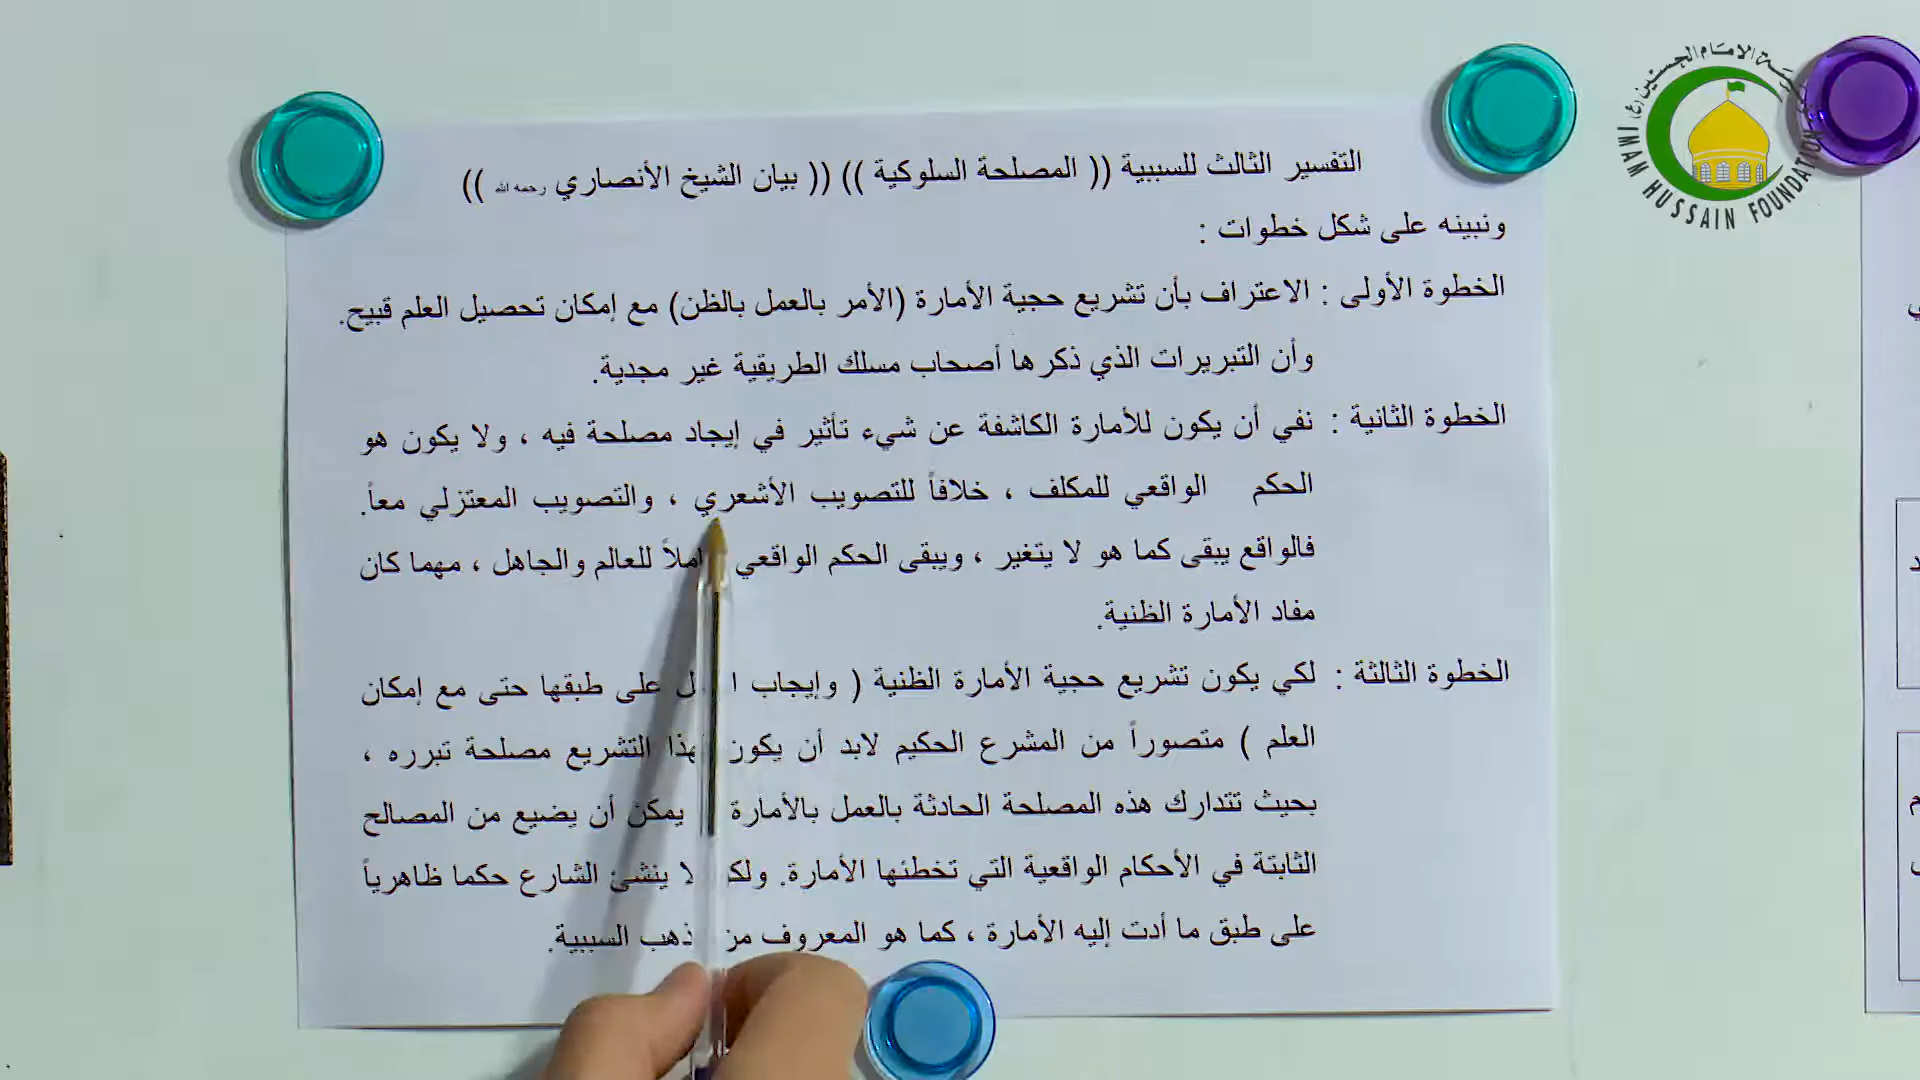 التفسير الثالث للسببية (( المصلحة السلوكية )) (( بيان الشيخ الأنصاري رحمه الله ))
ونبينه على شكل خطوات :
الخطوة الأولى : الاعتراف بأن تشريع حجية الأمارة (الأمر بالعمل بالظن) مع إمكان تحصيل العلم قبيح.
وأن التبريرات الذي ذكرها أصحاب مسلك الطريقية غير مجدية.
الخطوة الثانية : نفي أن يكون للأمارة الكاشفة عن شيء تأثير في إيجاد مصلحة فيه ، ولا يكون هو
الحكم الواقعي للمكلف ، خلافاً للتصويب الأشعري ، والتصويب المعتزلي معاً.
فالواقع يبقى كما هو لا يتغير ، ويبقى الحكم الواقعي للعالم والجاهل ، مهما كان
مفاد الأمارة الظنية.
الخطوة الثالثة : لكي يكون تشريع حجية الأمارة الظنية ( وإيجاب على طبقها حتى مع إمكان
العلم ) متصوراً من المشرع الحكيم لابد أن يكون التشريع مصلحة تبرره ،
بحيث تتدارك هذه المصلحة الحادثة بالعمل بالأمارة يمكن أن يضيع من المصالح
الثابتة في الأحكام الواقعية التي تخطئها الأمارة. لا ينشئ الشارع حكما ظاهرياً
على طبق ما أدت إليه الأمارة ، كما هو المعروف السببية.
مؤسسة الامام الحسين (ع)
IMAM HUSSAIN FOUNDATION